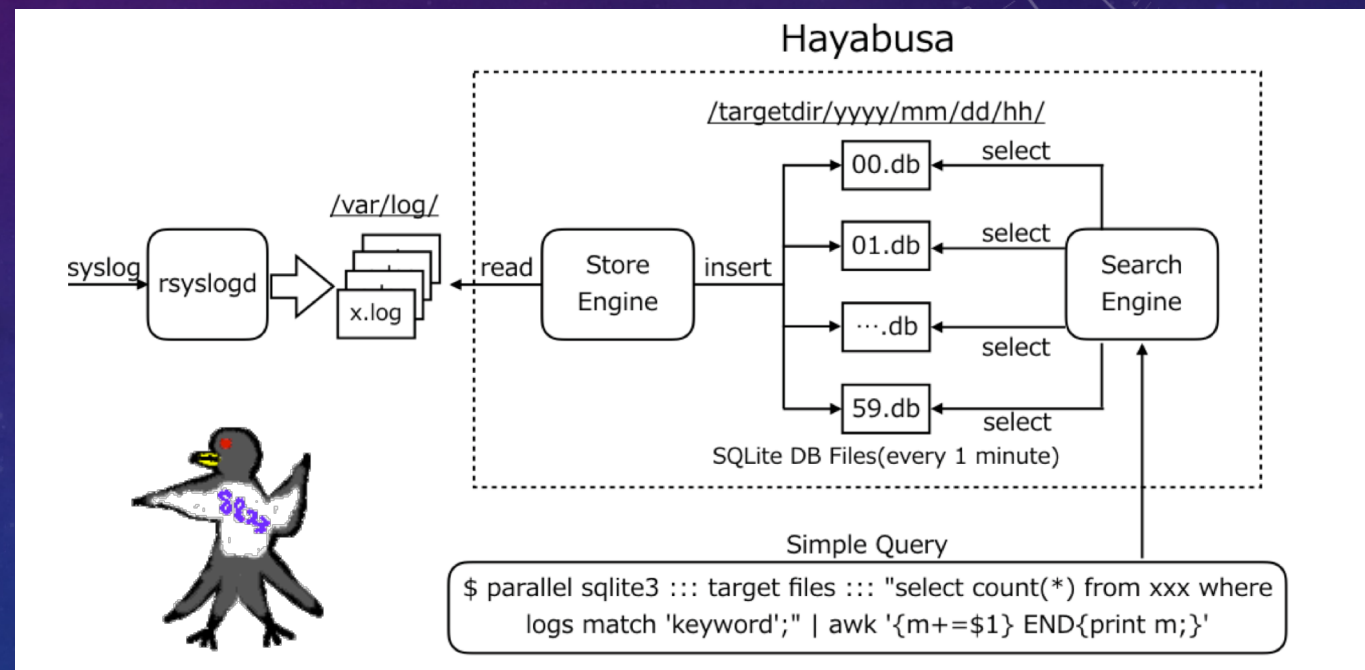 Hayabusa
/targetdir/yyyy/mm/dd/hh/
00.db
select
/var/log/
01.db
select
syslog
rsyslogd
x.log
read
Store
Engine
insert
Search
Engine
….db
select
59.db
select
SQLite DB Files(every 1 minute)
Simple Query
$ parallel sqlite3 ::: target files ::: "select count(*) from xxx where
logs match 'keyword';" | awk '{m+=$1} END{print m;}'